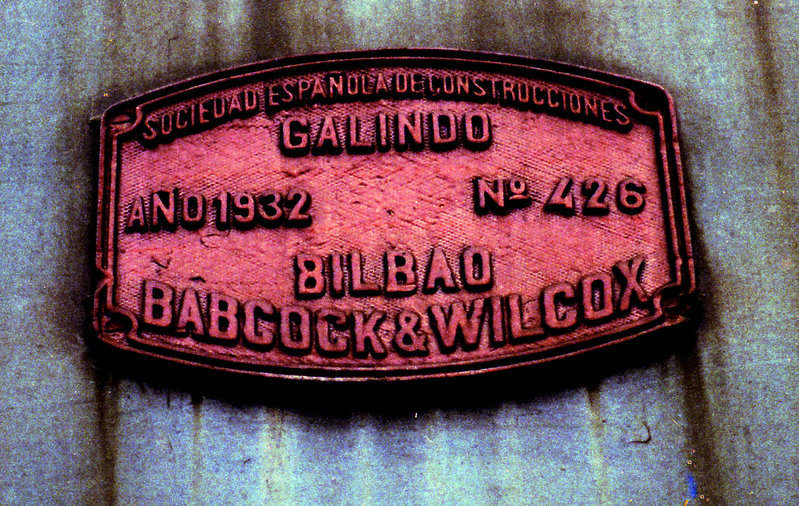 SOCIEDAD ESPAÑOLA DE CONSTRUCCIONES
GALINDO
AÑO 1932 Nº 426
BILBAO
BABCOCK & WILCOX